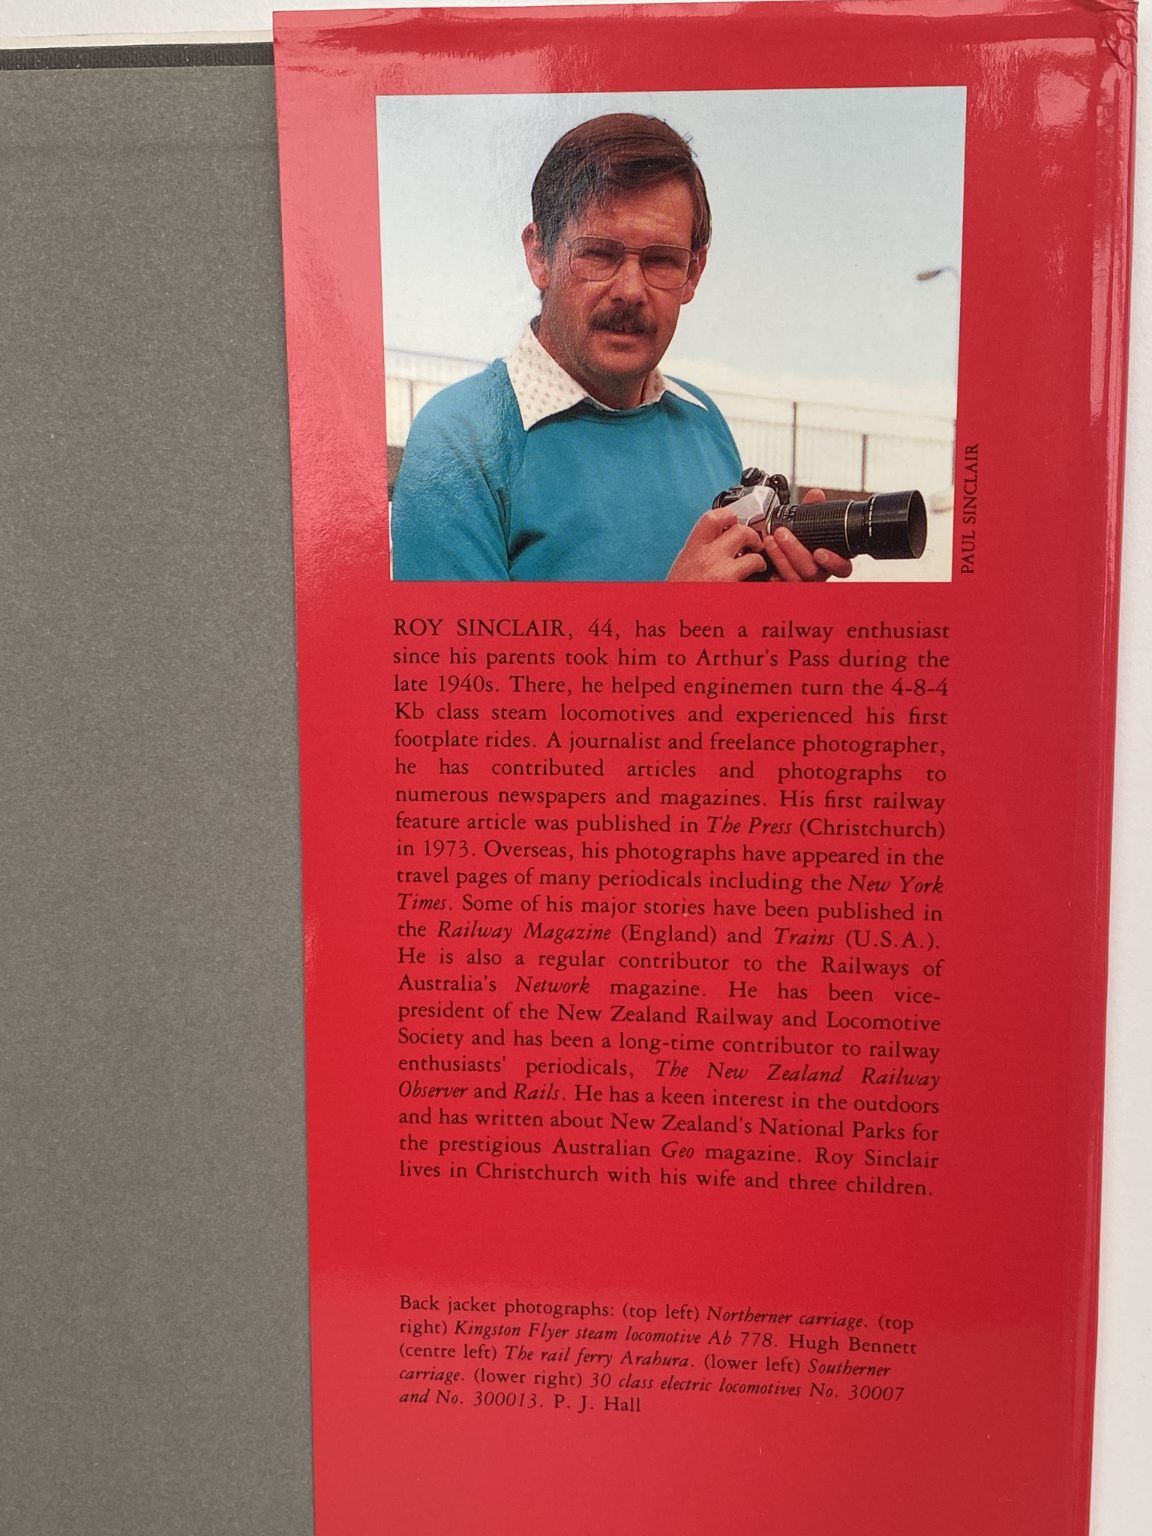 PAUL SINCLAIR
ROY SINCLAIR, 44, has been a railway enthusiast
since his parents took him to Arthur's Pass during the
late 1940s. There, he helped enginemen turn the 4-8-4
Kb class steam locomotives and experienced his first
footplate rides. A journalist and freelance photographer,
he has contributed articles and photographs to
numerous newspapers and magazines. His first railway
feature article was published in The Press (Christchurch)
in 1973. Overseas, his photographs have appeared in the
travel pages of many periodicals including the New York
Times. Some of his major stories have been published in
the Railway Magazine (England) and Trains (U.S.A.).
He is also a regular contributor to the Railways of
Australia's Network magazine. He has been vice-
president of the New Zealand Railway and Locomotive
Society and has been a long-time contributor to railway
enthusiasts' periodicals, The New Zealand Railway
Observer and Rails. He has a keen interest in the outdoors
and has written about New Zealand's National Parks for
the prestigious Australian Geo magazine. Roy Sinclair
lives in Christchurch with his wife and three children.
Back jacket photographs: (top left) Northerner carriage. (top
right) Kingston Flyer steam locomotive Ab 778. Hugh Bennett
(centre left) The rail ferry Arahura. (lower left) Southerner
carriage. (lower right) 30 class electric locomotives No. 30007
and No. 300013. P. J. Hall